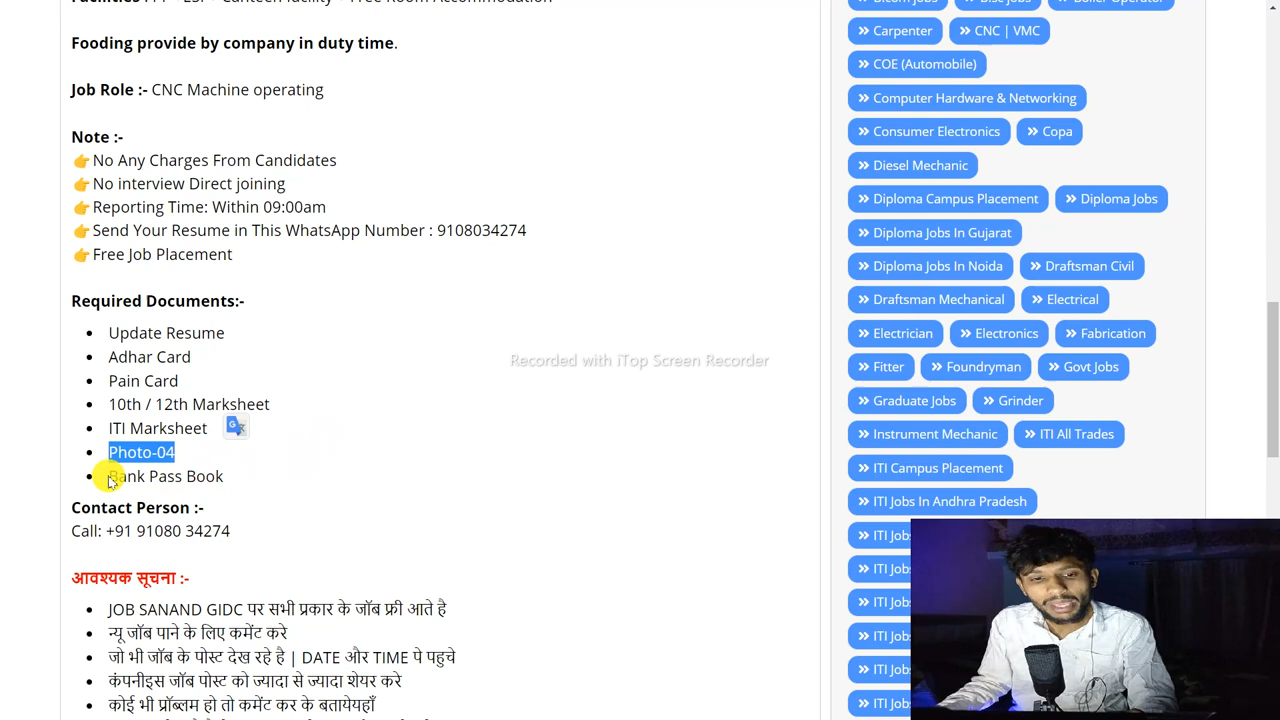 Fooding provide by company in duty time.
Job Role :- CNC Machine operating
Note :-
👉No Any Charges From Candidates
👉No interview Direct joining
👉Reporting Time: Within 09:00am
👉Send Your Resume in This WhatsApp Number : 9108034274
👉Free Job Placement
Required Documents:-
Update Resume
Adhar Card
Pain Card
10th / 12th Marksheet
ITI Marksheet
Photo-04
Bank Pass Book
Contact Person :-
Call: +91 91080 34274
आवश्यक सूचना :-
JOB SANAND GIDC पर सभी प्रकार के जॉब फ्री आते है
न्यू जॉब पाने के लिए कमेंट करे
जो भी जॉब के पोस्ट देख रहे है | DATE और TIME पे पहुचे
कंपनीइस जॉब पोस्ट को ज्यादा से ज्यादा शेयर करे
कोई भी प्रॉब्लम हो तो कमेंट कर के बतायेयहाँ
Recorded with iTop Screen Recorder
Carpenter
CNC | VMC
COE (Automobile)
Computer Hardware & Networking
Consumer Electronics
Copa
Diesel Mechanic
Diploma Campus Placement
Diploma Jobs
Diploma Jobs In Gujarat
Diploma Jobs In Noida
Draftsman Civil
Draftsman Mechanical
Electrical
Electrician
Electronics
Fabrication
Fitter
Foundryman
Govt Jobs
Graduate Jobs
Grinder
Instrument Mechanic
ITI All Trades
ITI Campus Placement
ITI Jobs In Andhra Pradesh
ITI
ITI
ITI
ITI
ITI
ITI